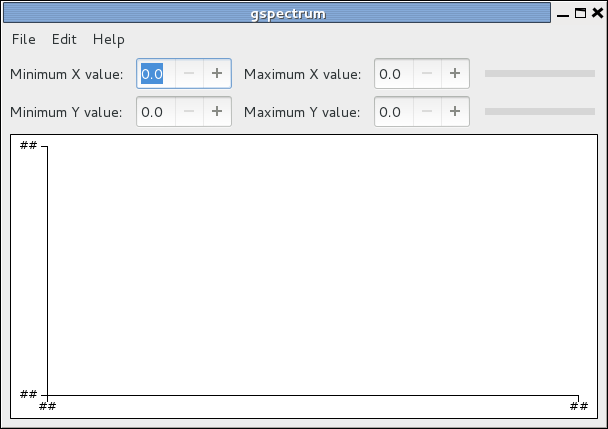 gspectrum
File Edit Help
Minimum X value: 0.0 − + Maximum X value: 0.0 − +
Minimum Y value: 0.0 − + Maximum Y value: 0.0 − +
##
##
## ##